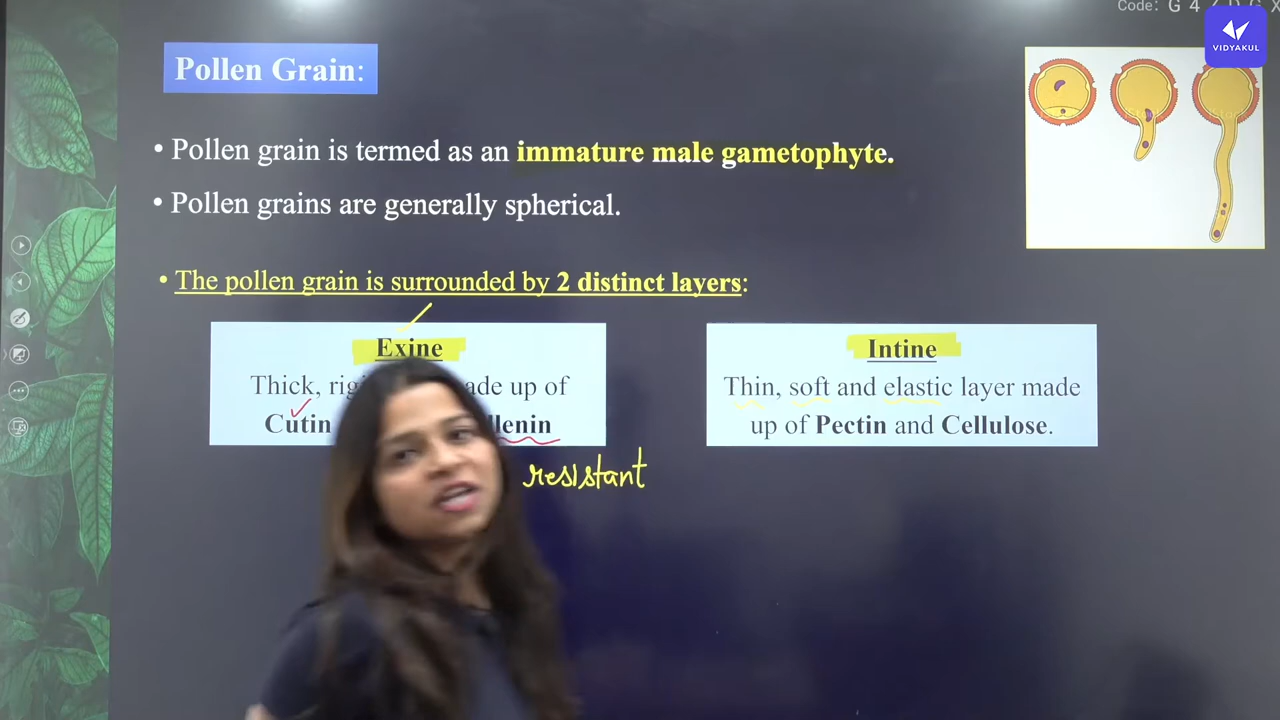 Code: G 4
VIDYAKUL
Pollen Grain:
• Pollen grain is termed as an immature male gametophyte.
• Pollen grains are generally spherical.
• The pollen grain is surrounded by 2 distinct layers:
Exine
Thick, up of
Cutin
resistant
Intine
Thin, soft and elastic layer made
up of Pectin and Cellulose.